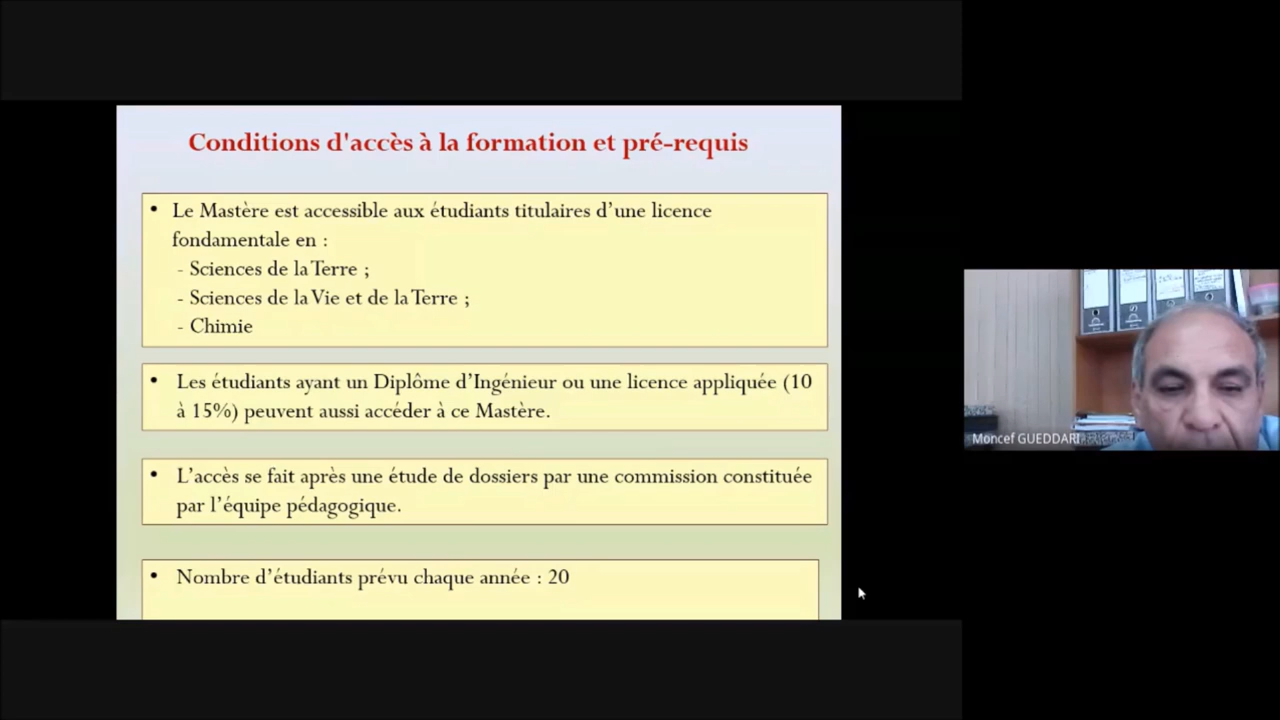 Conditions d'accès à la formation et pré-requis
• Le Mastère est accessible aux étudiants titulaires d’une licence
fondamentale en :
- Sciences de la Terre ;
- Sciences de la Vie et de la Terre ;
- Chimie
• Les étudiants ayant un Diplôme d’Ingénieur ou une licence appliquée (10
à 15%) peuvent aussi accéder à ce Mastère.
• L’accès se fait après une étude de dossiers par une commission constituée
par l’équipe pédagogique.
• Nombre d’étudiants prévu chaque année : 20
Moncef GUEDDARI